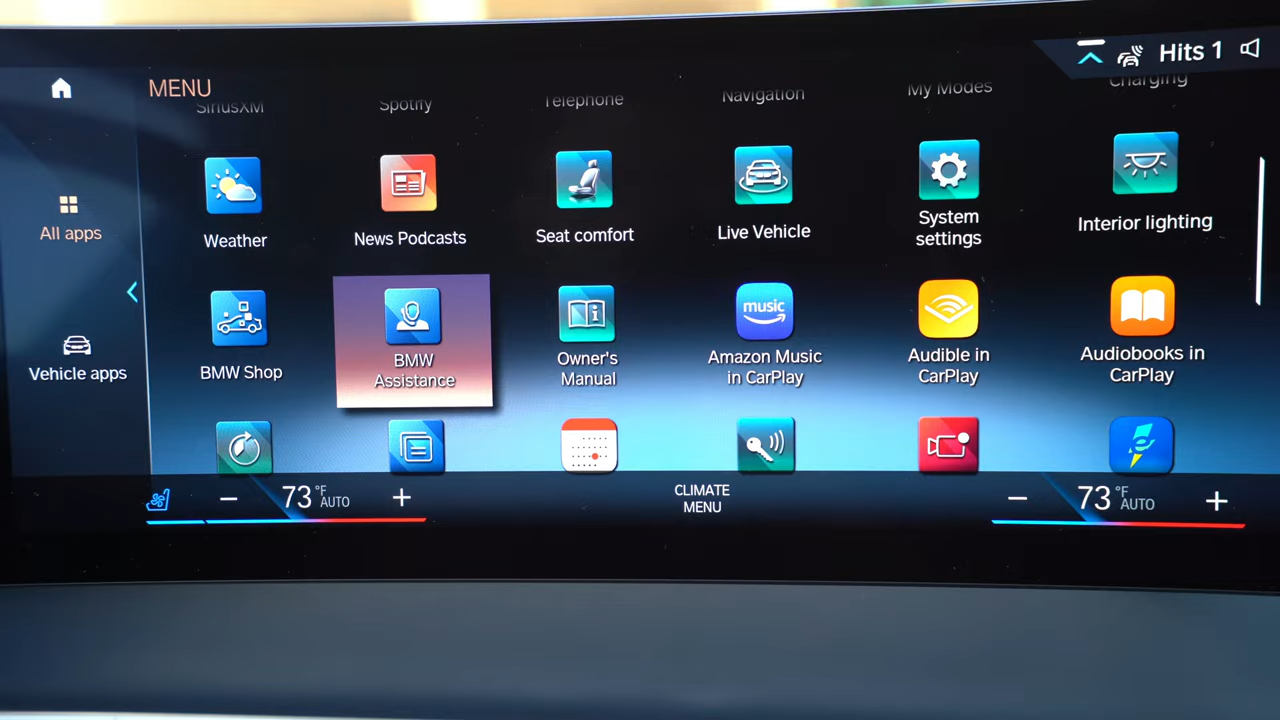 Hits 1
MENU
SiriusXM
Spotify
Telephone
Navigation
My Modes
Charging
All apps
Weather
News Podcasts
Seat comfort
Live Vehicle
System
settings
Interior lighting
Vehicle apps
BMW Shop
BMW
Assistance
Owner's
Manual
music
Amazon Music
in CarPlay
Audible in
CarPlay
Audiobooks in
CarPlay
− 73 °F AUTO +
CLIMATE
MENU
− 73 °F AUTO +